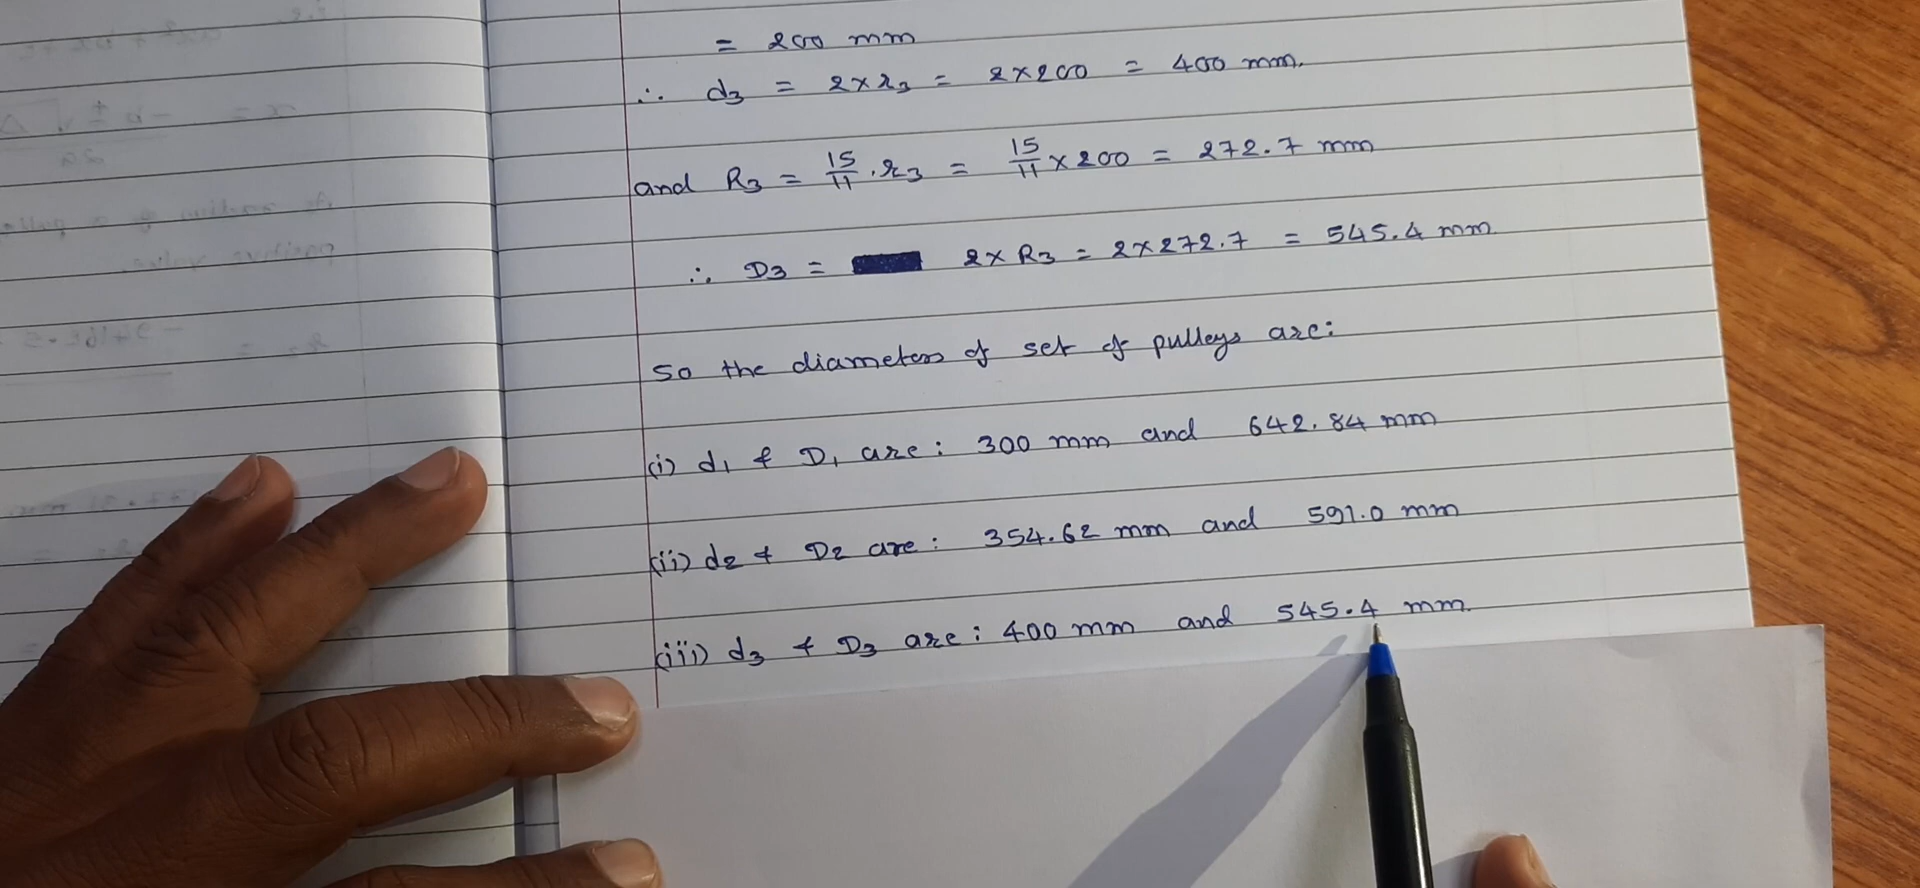 = 200 mm
∴ d3 = 2×r3 = 2×200 = 400 mm.
and R3 = 15/11 . r3 = 15/11 × 200 = 272.7 mm
∴ D3 = 2× R3 = 2×272.7 = 545.4 mm
So the diameters of set of pulleys are:
(i) d1 & D1 are: 300 mm and 642.84 mm
(ii) d2 & D2 are: 354.62 mm and 591.0 mm
(iii) d3 & D3 are: 400 mm and 545.4 mm.